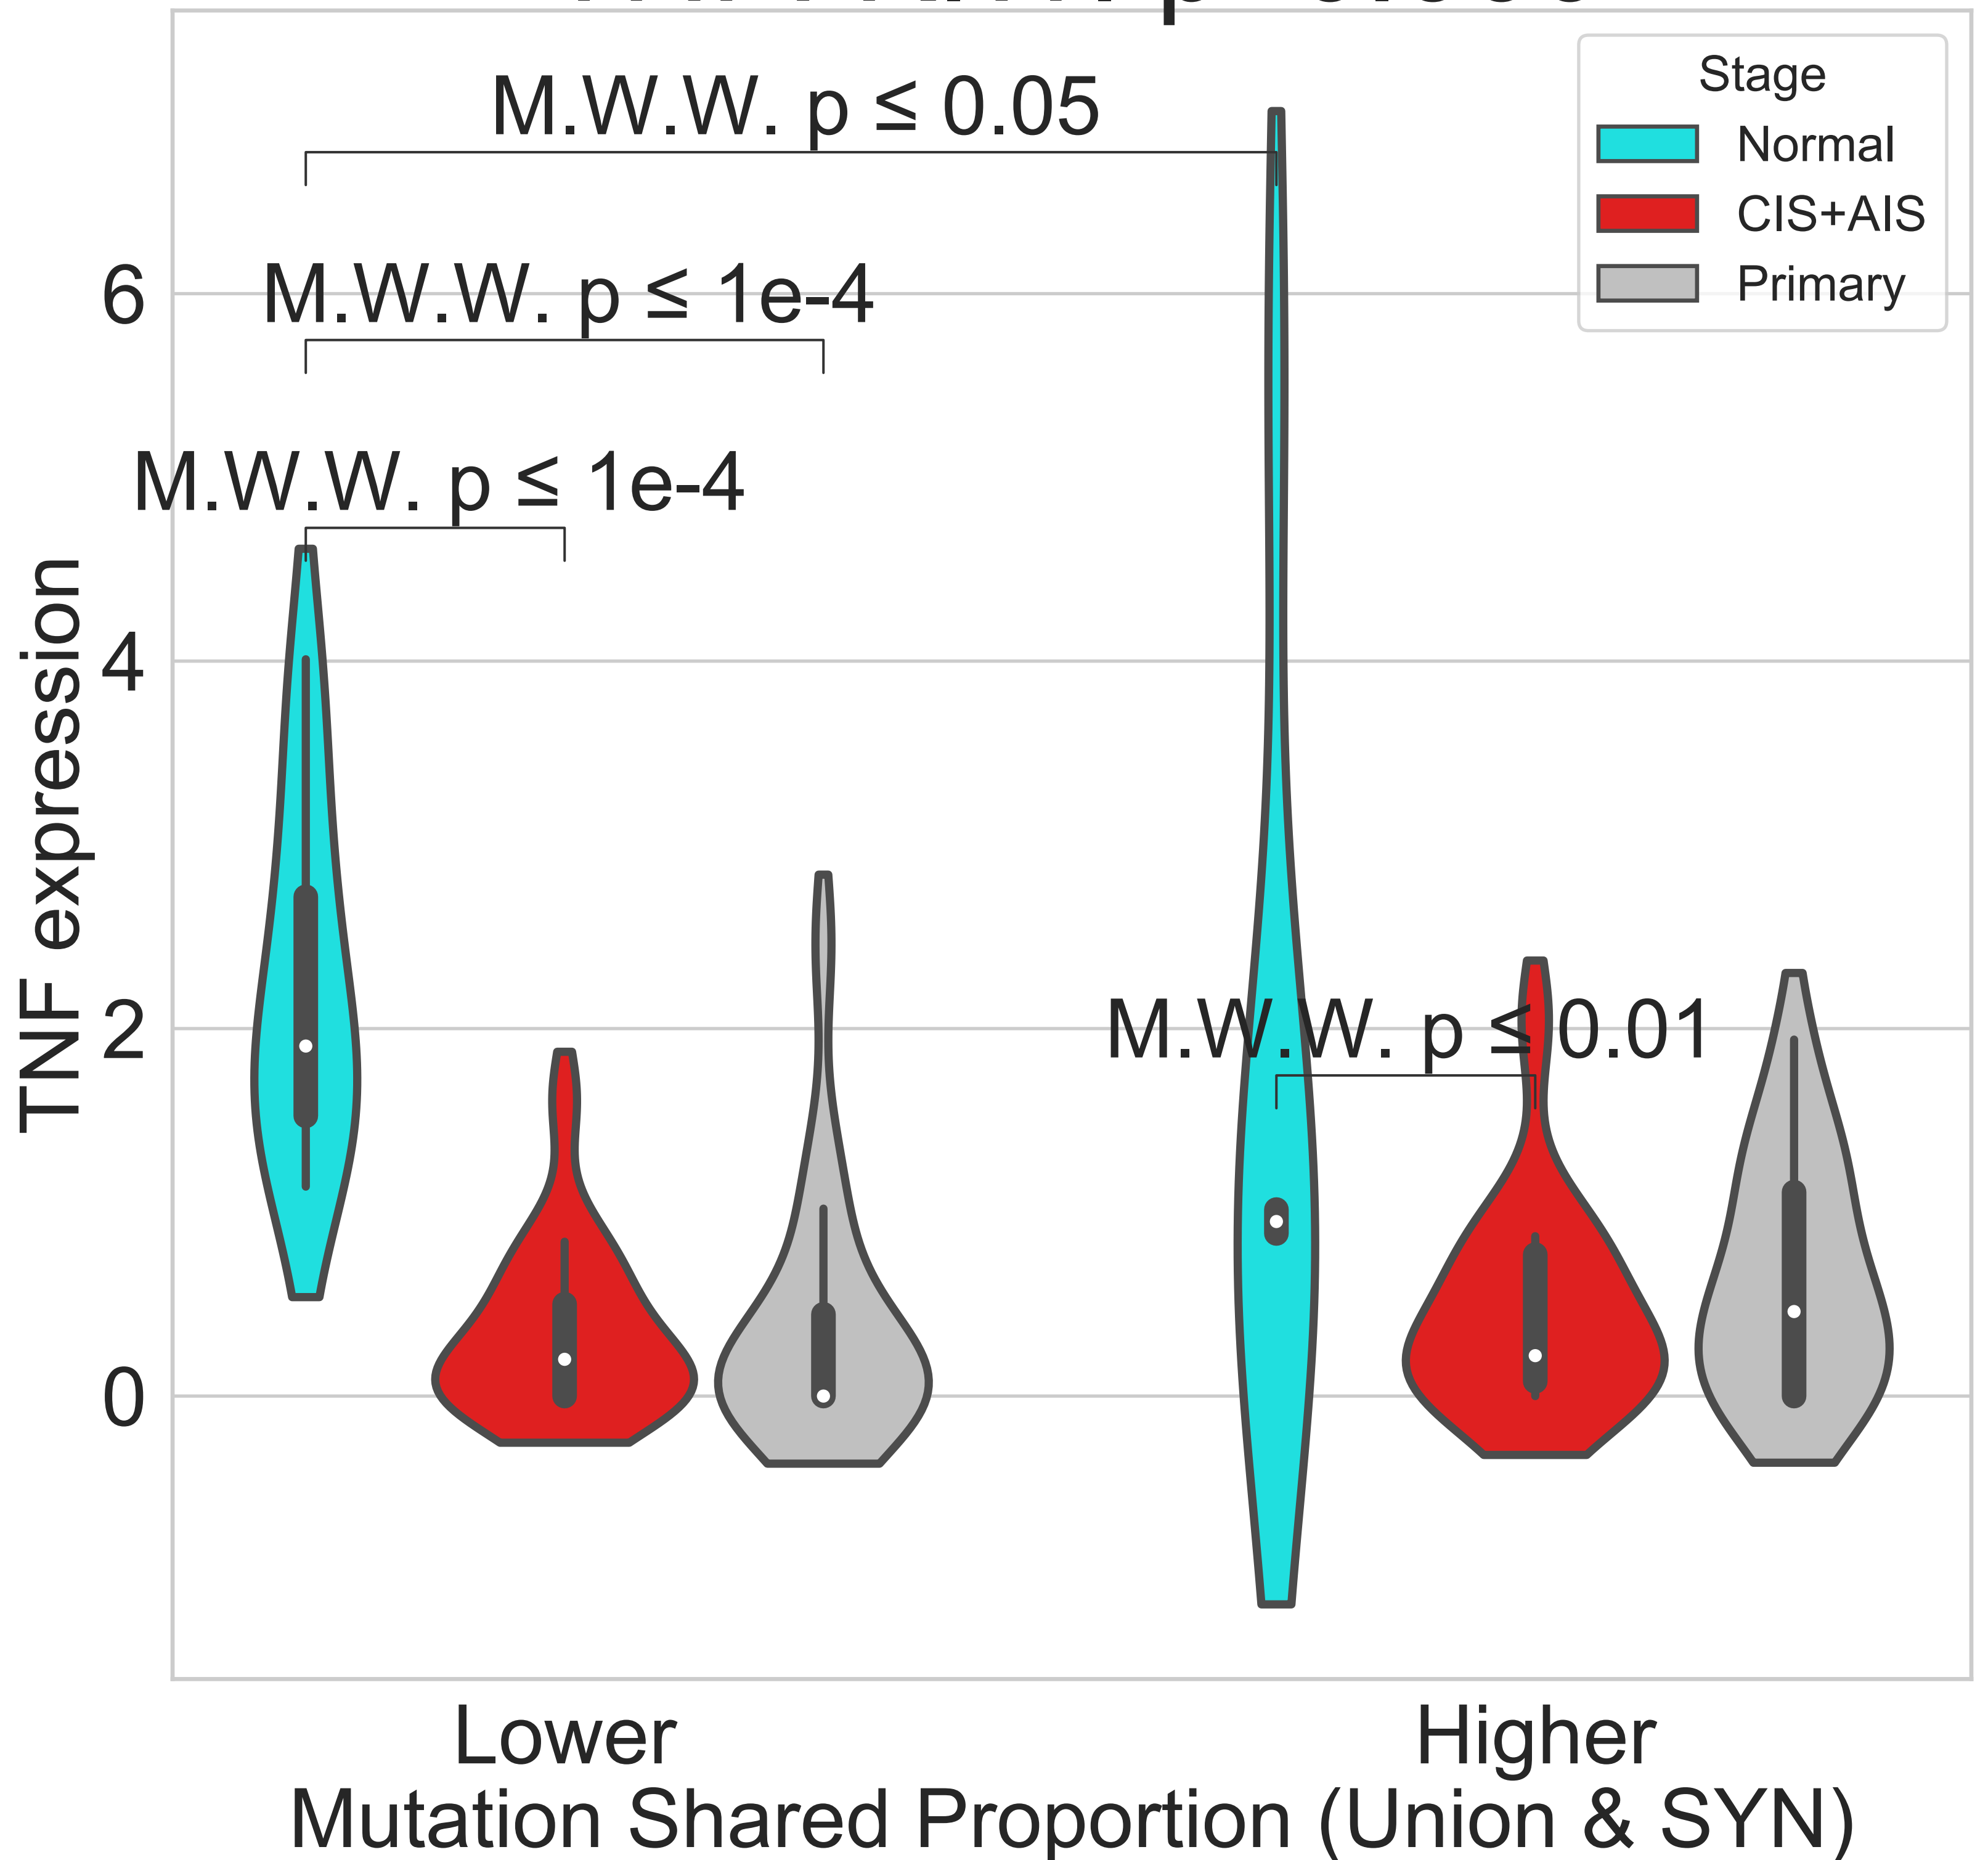 M.W.W. p ≤ 0.05
Stage
Normal
CIS+AIS
Primary
M.W.W. p ≤ 1e-4
M.W.W. p ≤ 1e-4
M.W.W. p ≤ 0.01
6
4
2
0
TNF expression
Lower
Higher
Mutation Shared Proportion (Union & SYN)